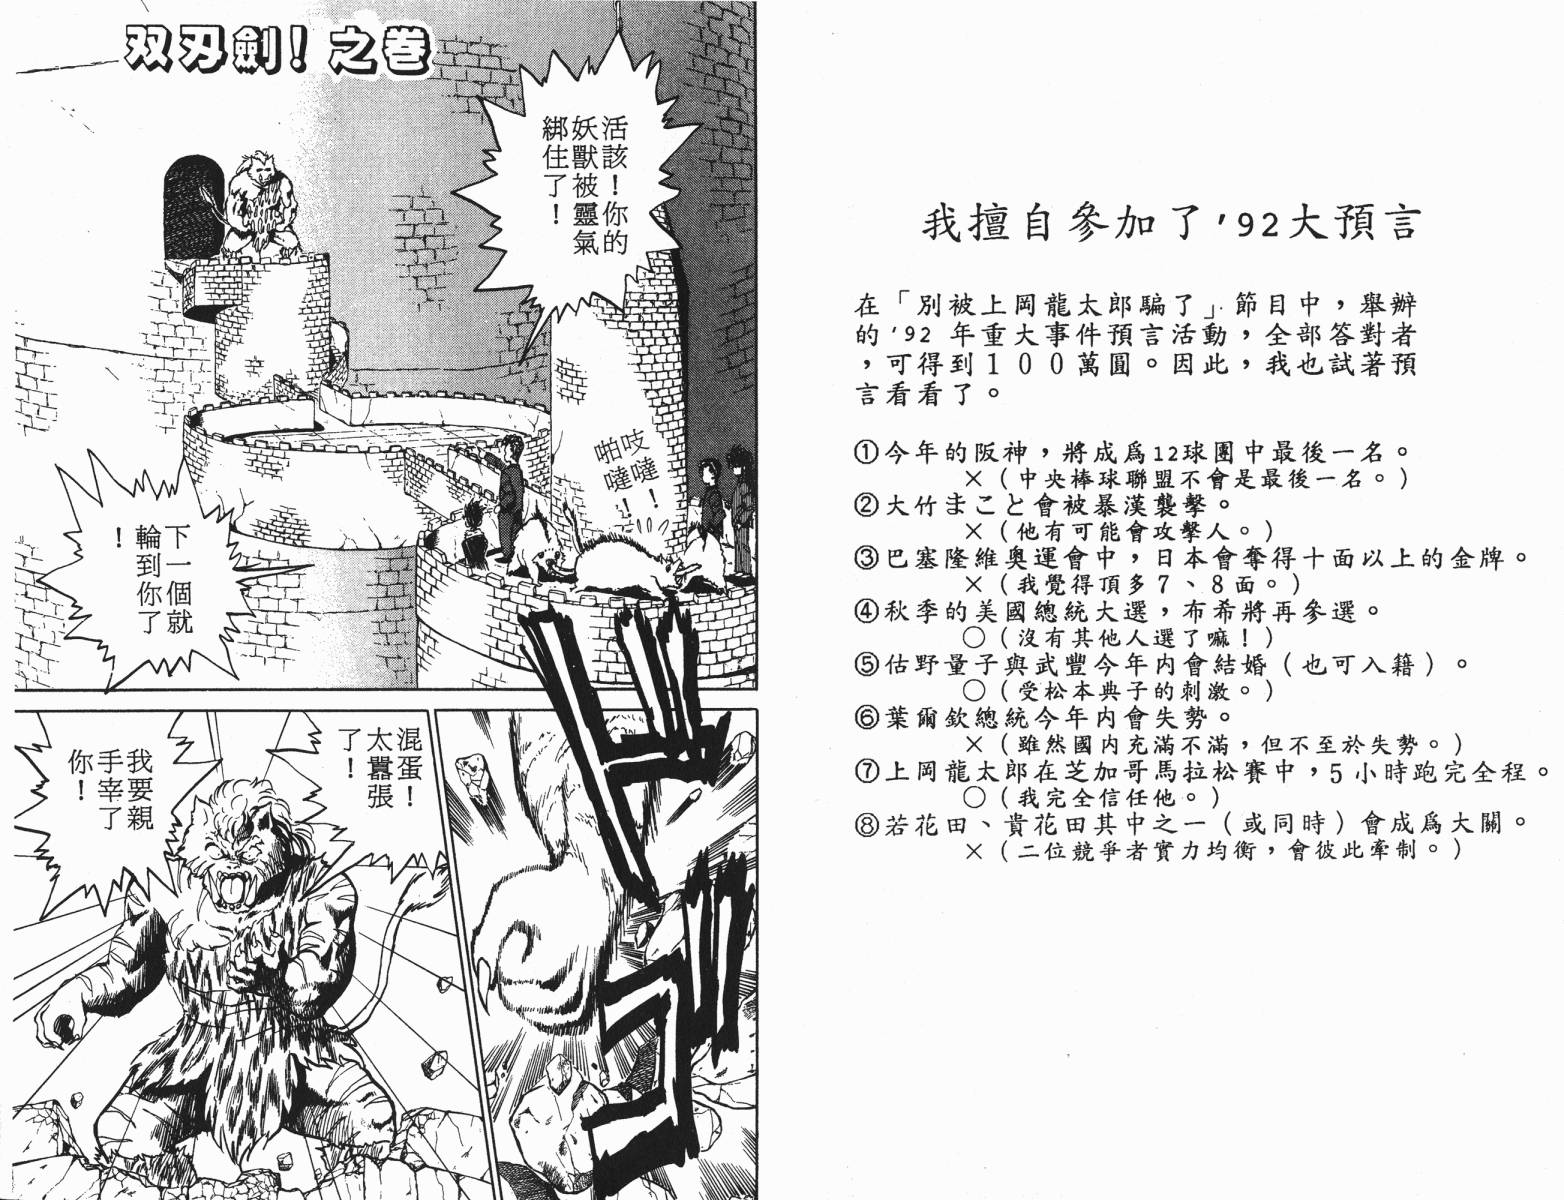 我擅自參加了'92大預言
在「別被上岡龍太郎騙了」節目中，舉辦
的'92 年重大事件預言活動，全部答對者
，可得到１００萬圓。因此，我也試著預
言看看了。
①今年的阪神，將成爲12球團中最後一名。
×（中央棒球聯盟不會是最後一名。）
②大竹まこと會被暴漢襲擊。
×（他有可能會攻擊人。）
③巴塞隆維奧運會中，日本會奪得十面以上的金牌。
×（我覺得頂多７、８面。）
④秋季的美國總統大選，布希將再參選。
○（沒有其他人選了嘛！）
⑤估野量子與武豐今年内會結婚（也可入籍）。
○（受松本典子的刺激。）
⑥葉爾欽總統今年内會失勢。
×（雖然國内充滿不滿，但不至於失勢。）
⑦上岡龍太郎在芝加哥馬拉松賽中，５小時跑完全程。
○（我完全信任他。）
⑧若花田、貴花田其中之一（或同時）會成爲大關。
×（二位競爭者實力均衡，會彼此牽制。）
双刃劍！之巻
活該！你的
妖獸被靈氣
綁住了！
吱噠！
啪噠！
下一個就
輪到你了
！
混蛋！
太囂張
了！
我要親
手宰了
你！